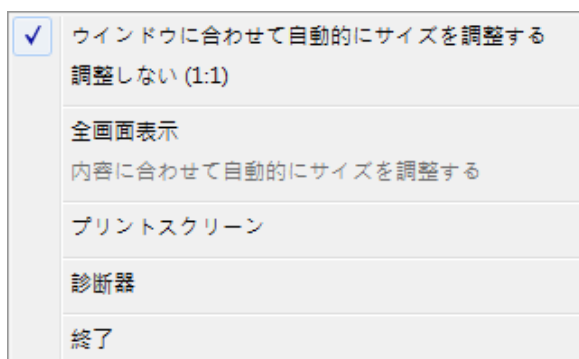 ウインドウに合わせて自動的にサイズを調整する
調整しない (1:1)
全画面表示
内容に合わせて自動的にサイズを調整する
プリントスクリーン
診断器
終了